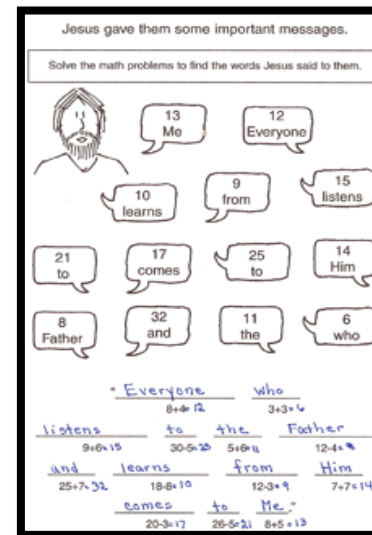 Jesus gave them some important messages.
Solve the math problems to find the words Jesus said to them.
13
Me
12
Everyone
10
learns
9
from
15
listens
21
to
17
comes
25
to
14
Him
8
Father
32
and
11
the
6
who
" Everyone who
8+4= 12 3+3= 6
listens to the Father
9+6= 15 30-5= 25 5+6= 11 12-4= 8
and learns from Him
25+7= 32 18-8= 10 12-3= 9 7+7= 14
comes to Me."
20-3= 17 26-5= 21 8+5= 13